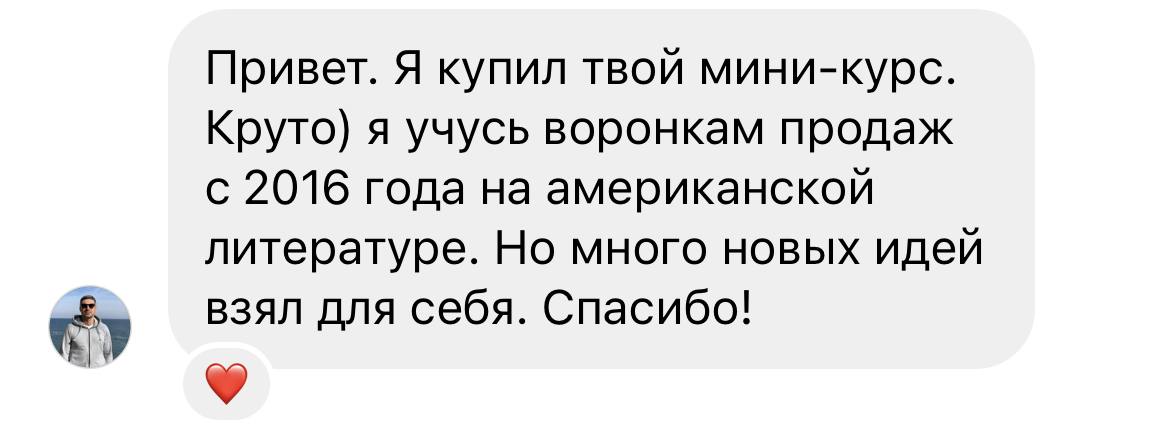 Привет. Я купил твой мини-курс.
Круто) я учусь воронкам продаж
с 2016 года на американской
литературе. Но много новых идей
взял для себя. Спасибо!